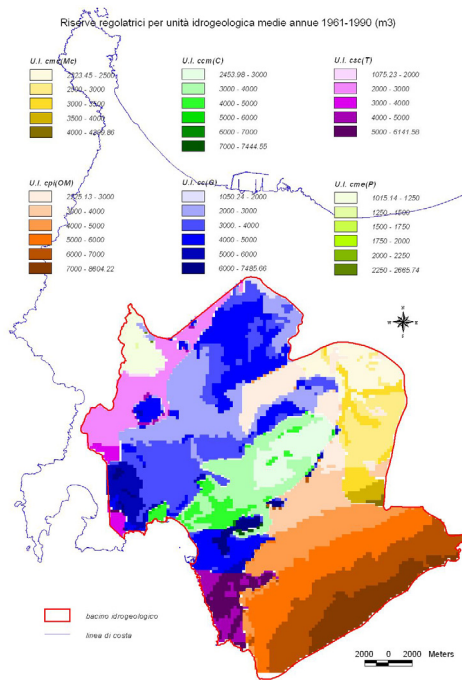 Riserve regolatrici per unità idrogeologica medie annue 1961-1990 (m3)
U.I. cmc(Mc)
2500
3000
4000
U.I. ccm(C)
2453.98 - 3000
3000 - 4000
4000 - 5000
5000 - 6000
6000 - 7000
7000 - 7444.55
U.I. csc(T)
1075.23 - 2000
2000 - 3000
3000 - 4000
4000 - 5000
5000 - 6141.56
U.I. cpi(OM)
3000
4000
4000 - 5000
5000 - 6000
6000 - 7000
7000 - 8604.22
U.I. cc(G)
1050.24 - 2000
2000 - 3000
3000 - 4000
4000 - 5000
5000 - 6000
6000 - 7485.66
U.I. cme(P)
1015.14 - 1250
1250 - 1500
1500 - 1750
1750 - 2000
2000 - 2250
2250 - 2665.74
bacino idrogeologico
linea di costa
2000 0 2000 Meters